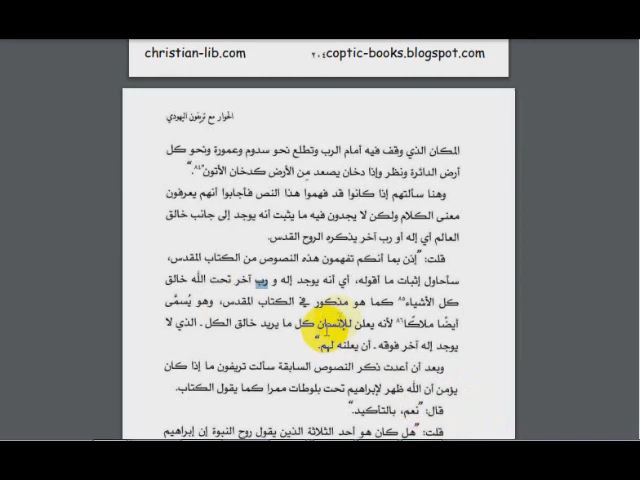 christian-lib.com ٢٠٤coptic-books.blogspot.com
الحوار مع تريفون اليهودي
المكان الذي وقف فيه أمام الرب وتطلع نحو سدوم وعمورة ونحو كل
أرض الدائرة ونظر وإذا دخان يصعد من الأرض كدخان الأتون"٨٤."
وهنا سألتهم إذا كانوا قد فهموا هذا النص فأجابوا أنهم يعرفون
معنى الكلام ولكن لا يجدون فيه ما يثبت أنه يوجد إلى جانب خالق
العالم أي إله أو رب آخر يذكره الروح القدس.
قلت: "إذن بما أنكم تفهمون هذه النصوص من الكتاب المقدس،
سأحاول إثبات ما أقوله، أي أنه يوجد إله و رب آخر تحت الله خالق
كل الأشياء٨٥ كما هو مذكور في الكتاب المقدس، وهو يُسمَّى
أيضًا ملاكًا٨٦ لأنه يعلن للإنسان كل ما يريد خالق الكل ـ الذي لا
يوجد إله آخر فوقه ـ أن يعلنه لهم."
وبعد أن أعدت ذكر النصوص السابقة سألت تريفون ما إذا كان
يؤمن أن الله ظهر لإبراهيم تحت بلوطات ممرا كما يقول الكتاب.
قال: "نعم، بالتأكيد."
قلت: "هل كان هو أحد الثلاثة الذين يقول روح النبوة إن إبراهيم